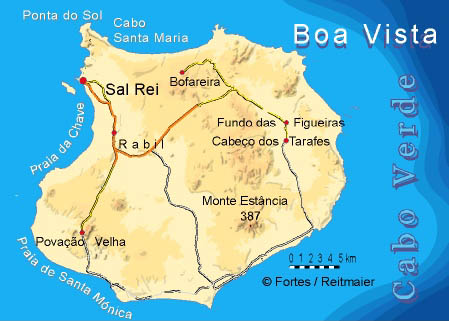 Ponta do Sol
Cabo
Santa Maria
Boa Vista
Sal Rei
Bofareira
Fundo das Figueiras
Cabeço dos Tarafes
Praia da Chave
Rabil
Monte Estância
387
Povação Velha
Praia de Santa Mónica
0 1 2 3 4 5 km
© Fortes / Reitmaier
Cabo Verde